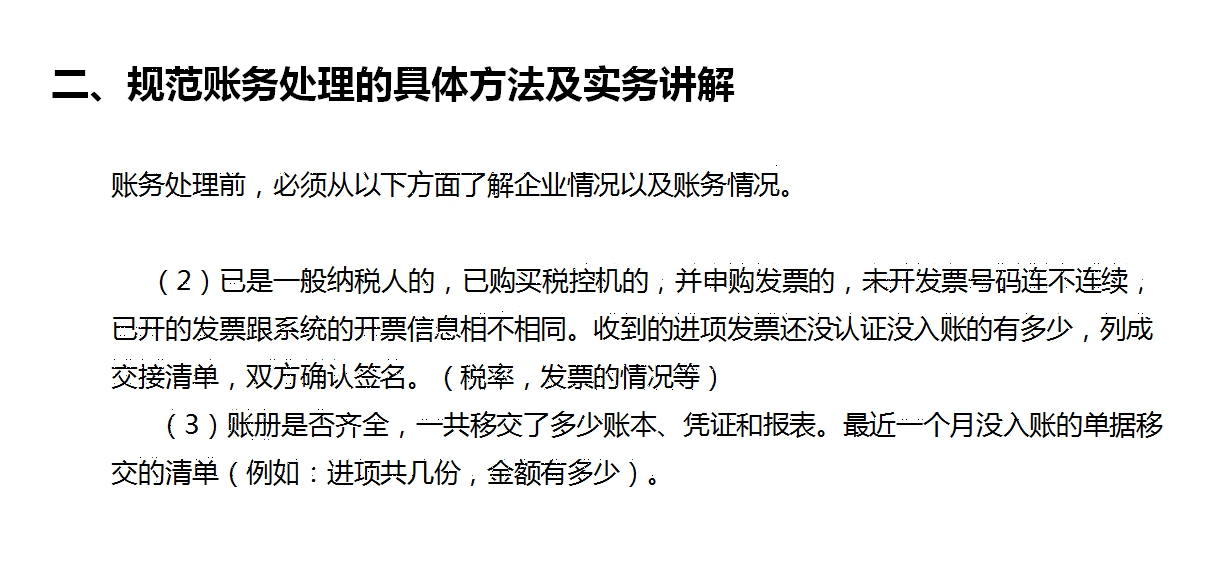 二、规范账务处理的具体方法及实务讲解
账务处理前，必须从以下方面了解企业情况以及账务情况。
（2）已是一般纳税人的，已购买税控机的，并申购发票的，未开发票号码连不连续，
已开的发票跟系统的开票信息相不相同。收到的进项发票还没认证没入账的有多少，列成
交接清单，双方确认签名。（税率，发票的情况等）
（3）账册是否齐全，一共移交了多少账本、凭证和报表。最近一个月没入账的单据移
交的清单（例如：进项共几份，金额有多少）。